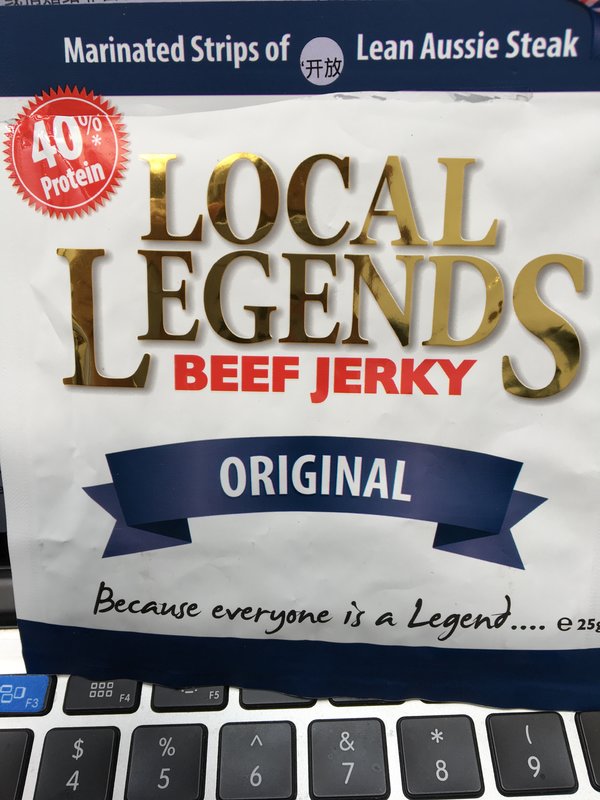 Marinated Strips of '开放 Lean Aussie Steak
40%*
Protein
LOCAL
LEGENDS
BEEF JERKY
ORIGINAL
Because everyone is a Legend.... e 25g
F3
F4
F5
$ % ^ & * (
4 5 6 7 8 9